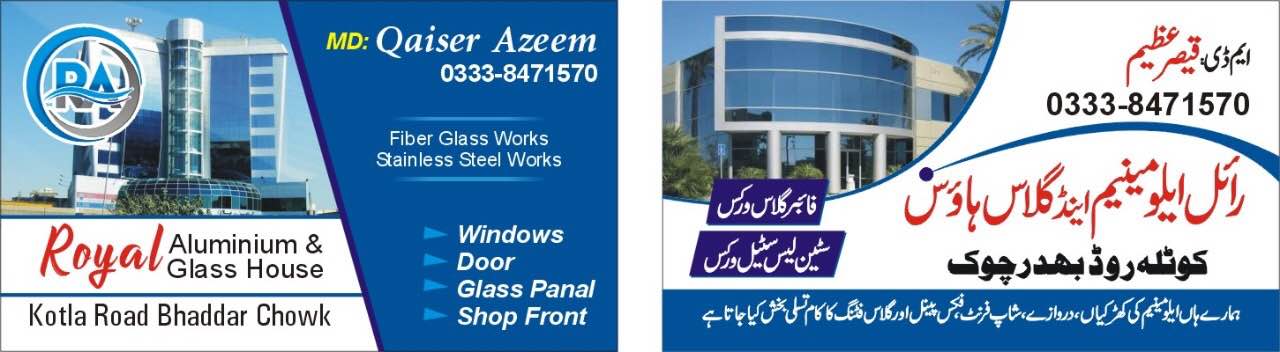 RA
MD: Qaiser Azeem
0333-8471570
Fiber Glass Works
Stainless Steel Works
Windows
Door
Glass Panal
Shop Front
Royal Aluminium &
Glass House
Kotla Road Bhaddar Chowk
ایم ڈی: قیصر عظیم
0333-8471570
رائل ایلومینیم اینڈ گلاس ہاؤس
کوٹلہ روڈ بھدر چوک
فائبر گلاس ورکس
سٹین لیس سٹیل ورکس
ہمارے ہاں ایلومینیم کی کھڑکیاں، دروازے، شاپ فرنٹ، فکس پینل اور گلاس فٹنگ کا کام تسلی بخش کیا جاتا ہے